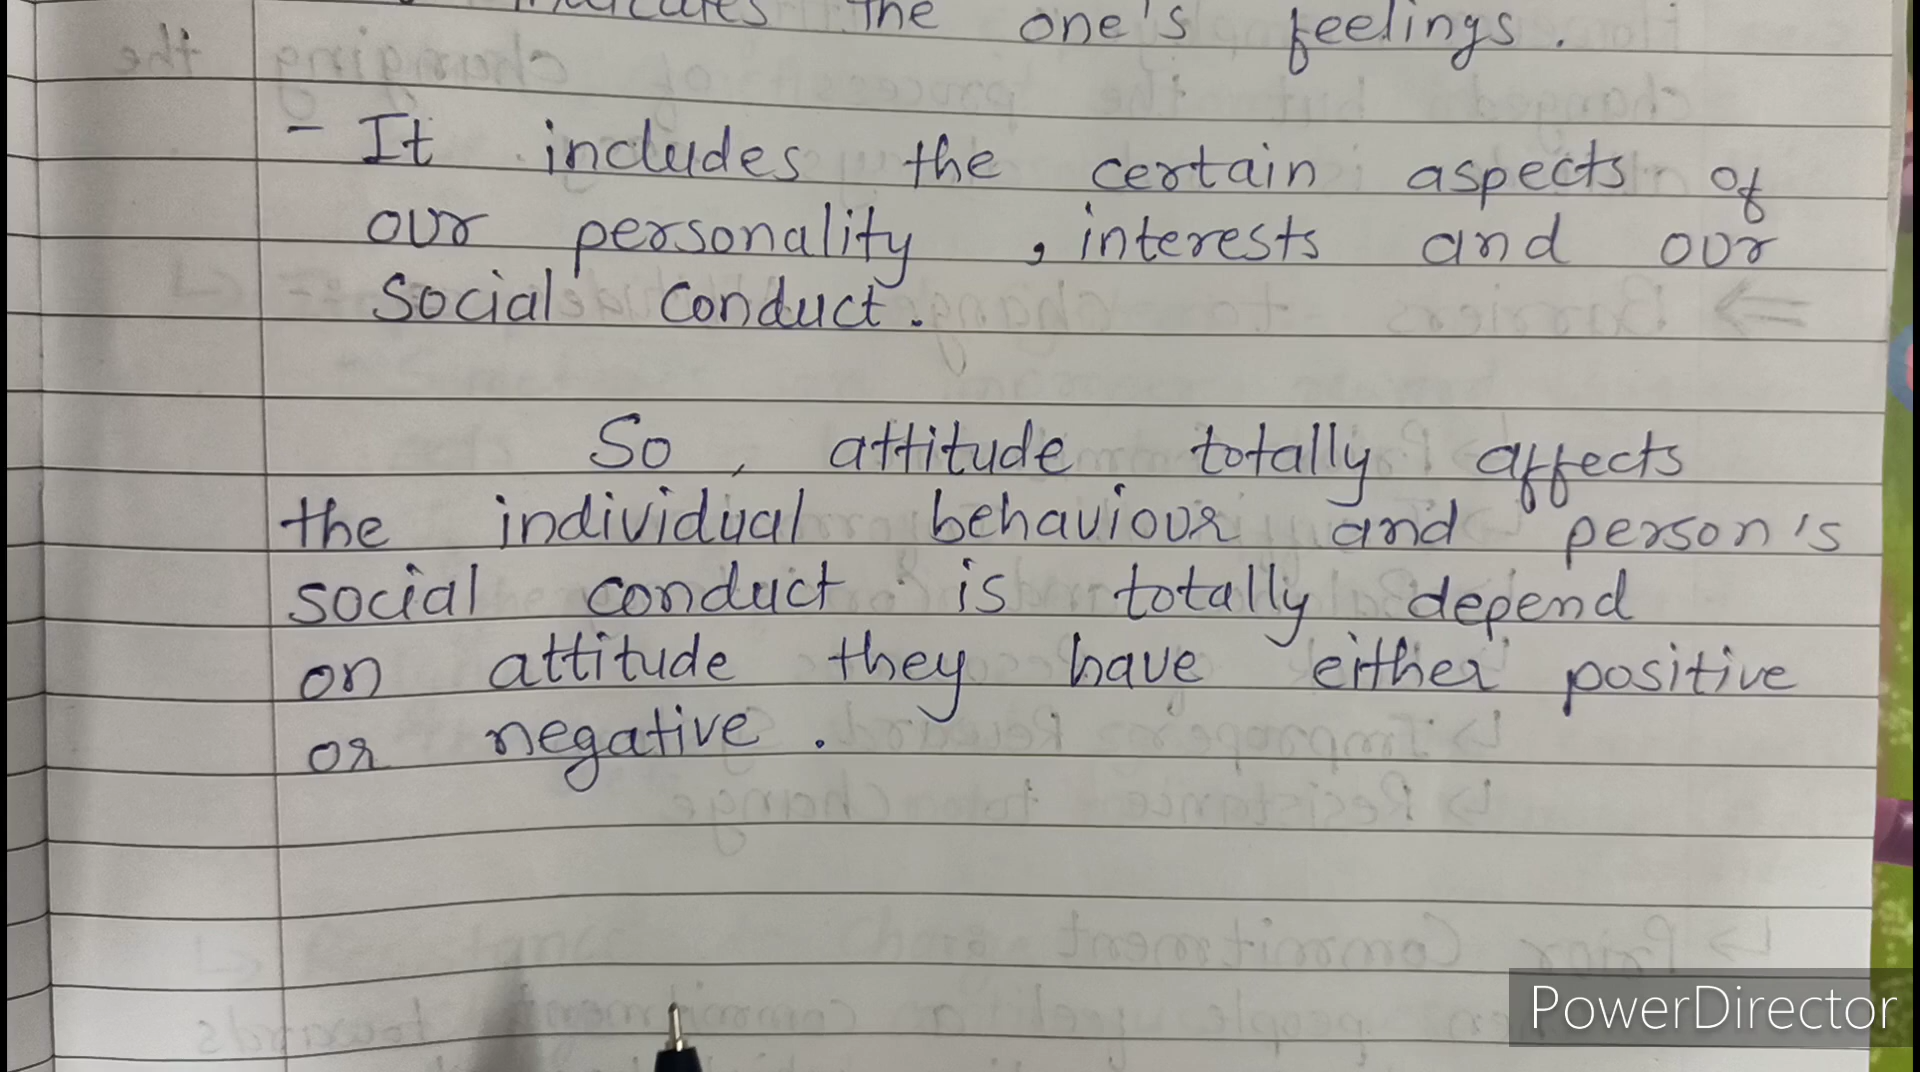 indicates the one's feelings.
- It includes the certain aspects of
our personality, interests and our
social conduct.
So, attitude totally affects
the individual behaviour and person's
social conduct is totally depend
on attitude they have either positive
or negative.
PowerDirector